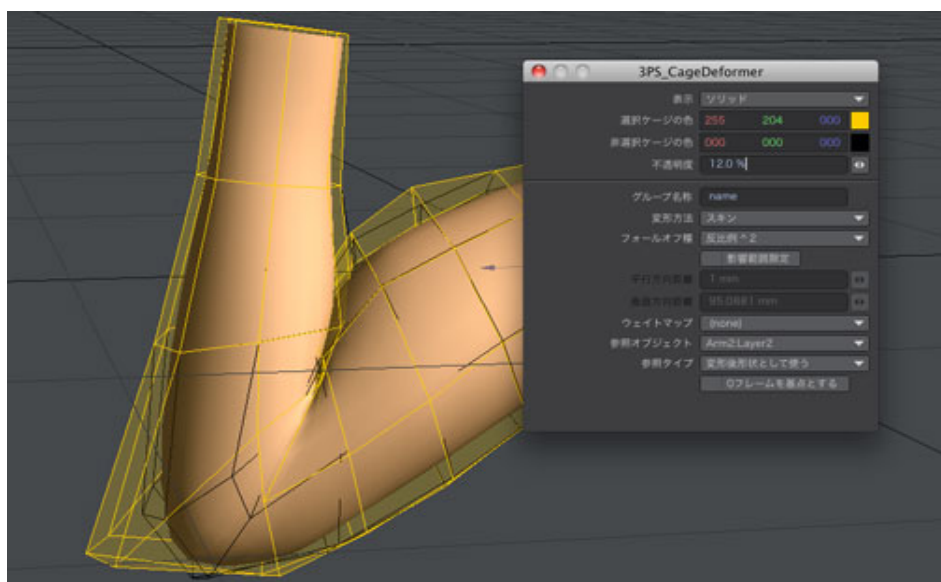 3PS_CageDeformer
表示 ソリッド
選択ケージの色 255 204 000
非選択ケージの色 000 000 000
不透明度 12.0 %
グループ名称 name
変形方法 スキン
フォールオフ種 反比例 ^2
影響範囲限定
平行方向距離 1 mm
垂直方向距離 95.0881 mm
ウェイトマップ (none)
参照オブジェクト Arm2:Layer2
参照タイプ 変形後形状として使う
0フレームを基点とする